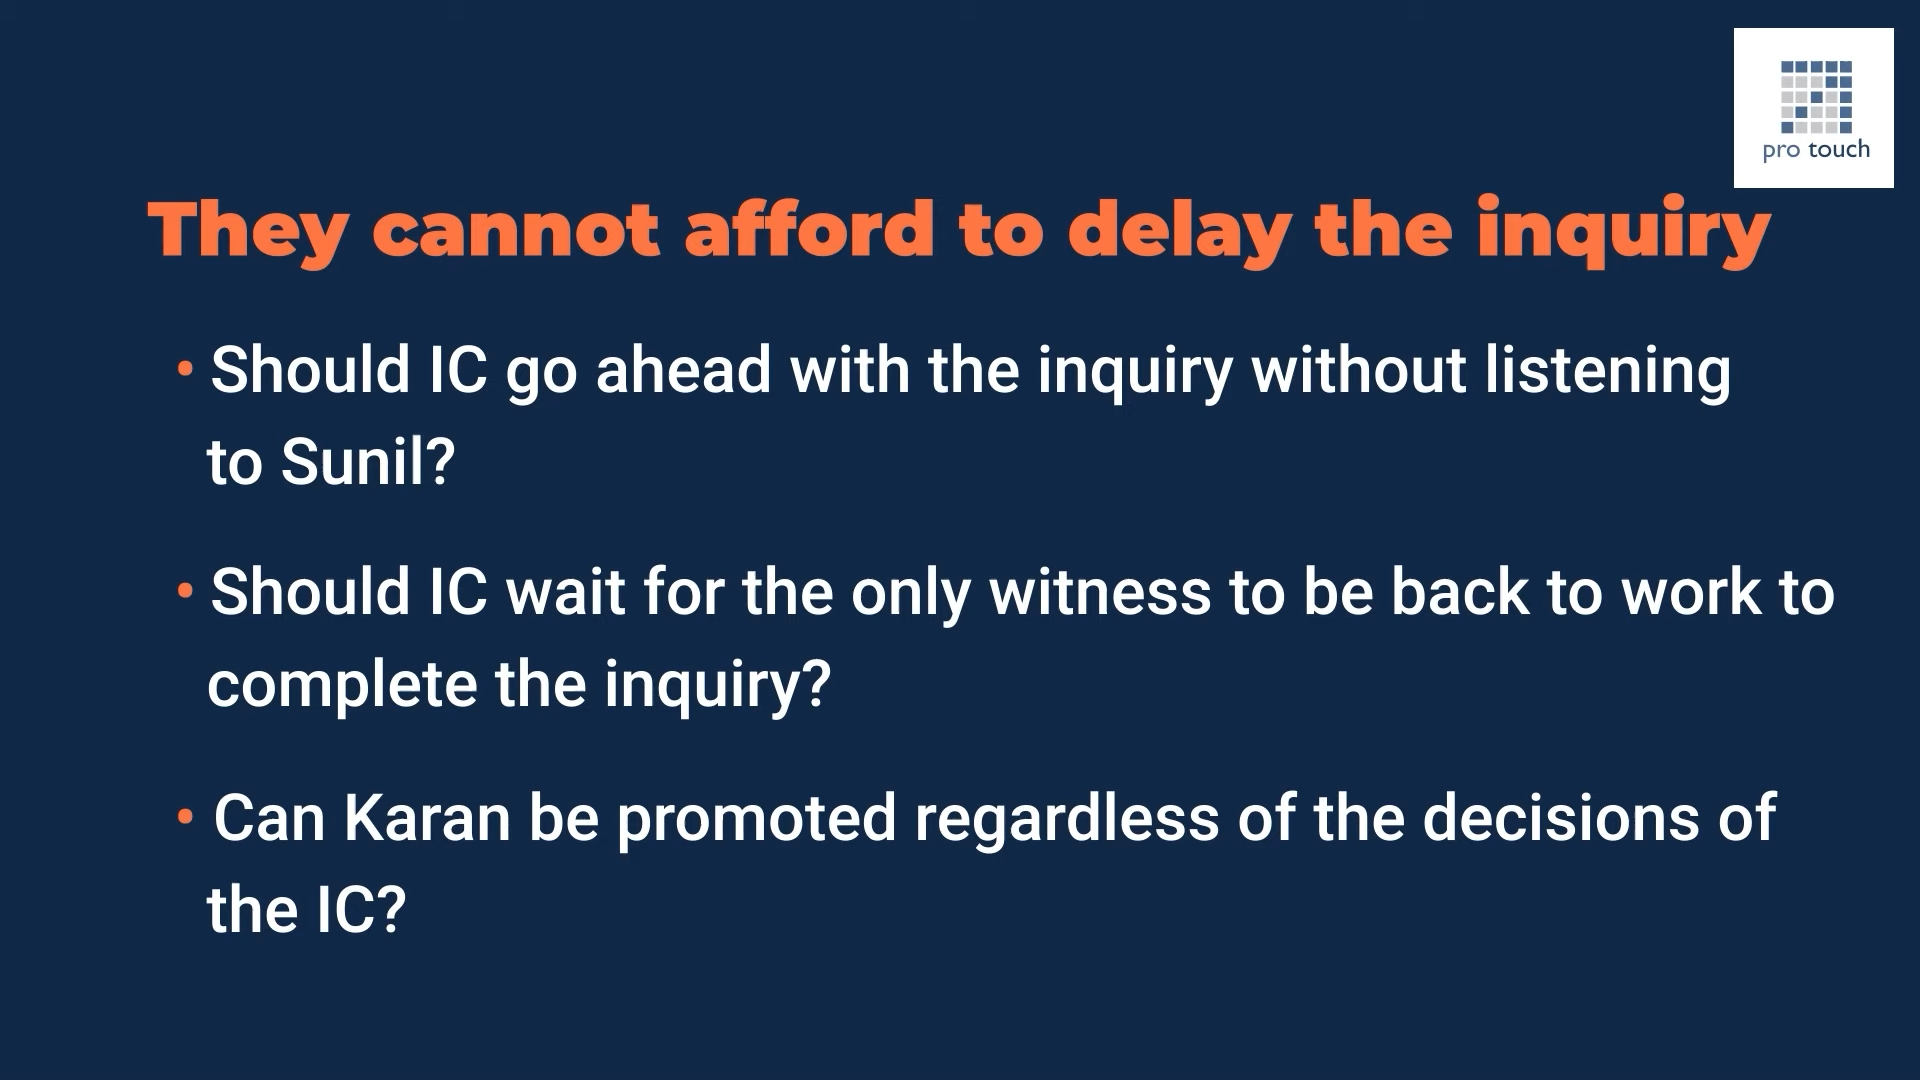 pro touch
They cannot afford to delay the inquiry
• Should IC go ahead with the inquiry without listening
to Sunil?
• Should IC wait for the only witness to be back to work to
complete the inquiry?
• Can Karan be promoted regardless of the decisions of
the IC?